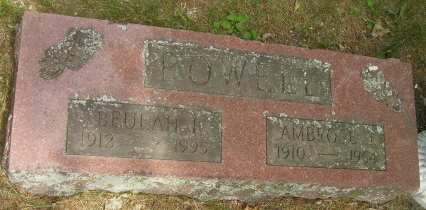 ROWELL
BEULAH
1912 — 1995
AMBROSE
1910 —